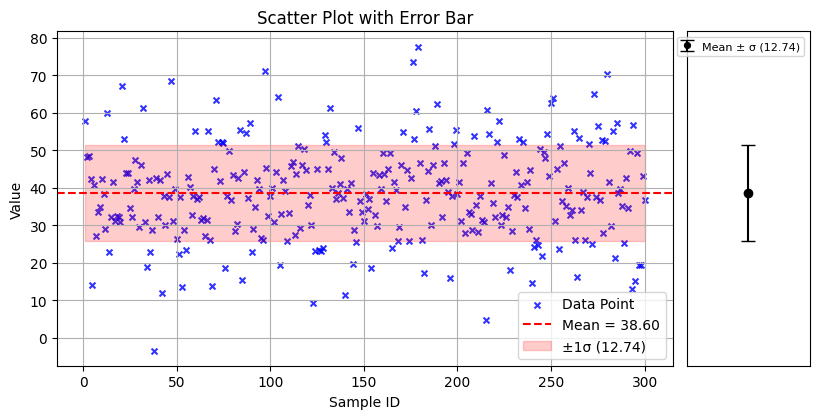 Scatter Plot with Error Bar
Mean ± σ (12.74)
Value
80
70
60
50
40
30
20
10
0
Data Point
Mean = 38.60
±1σ (12.74)
0
50
100
150
200
250
300
Sample ID